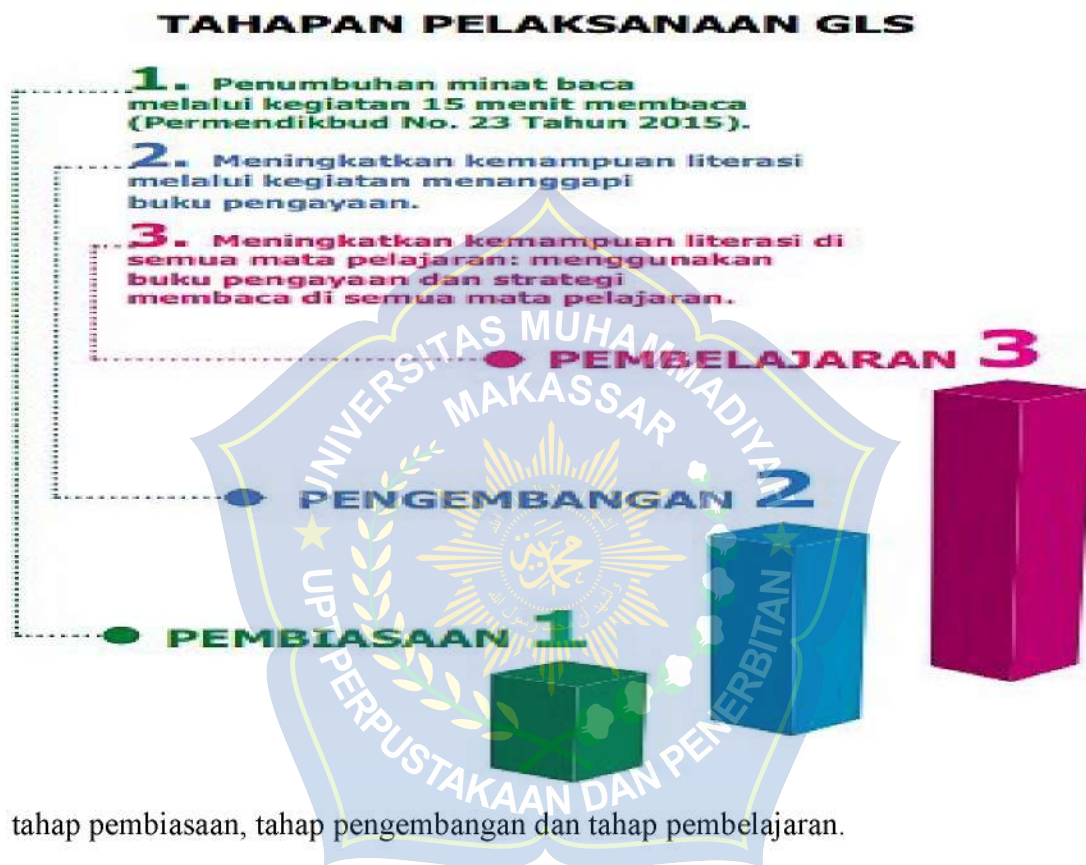 TAHAPAN PELAKSANAAN GLS
1. Penumbuhan minat baca
melalui kegiatan 15 menit membaca
(Permendikbud No. 23 Tahun 2015).
2. Meningkatkan kemampuan literasi
melalui kegiatan menanggapi
buku pengayaan.
3. Meningkatkan kemampuan literasi di
semua mata pelajaran: menggunakan
buku pengayaan dan strategi
membaca di semua mata pelajaran.
PEMBELAJARAN 3
PENGEMBANGAN 2
PEMBIASAAN 1
UNIVERSITAS MUHAMMADIYAH
MAKASSAR
UPT PERPUSTAKAAN DAN PENERBITAN
tahap pembiasaan, tahap pengembangan dan tahap pembelajaran.